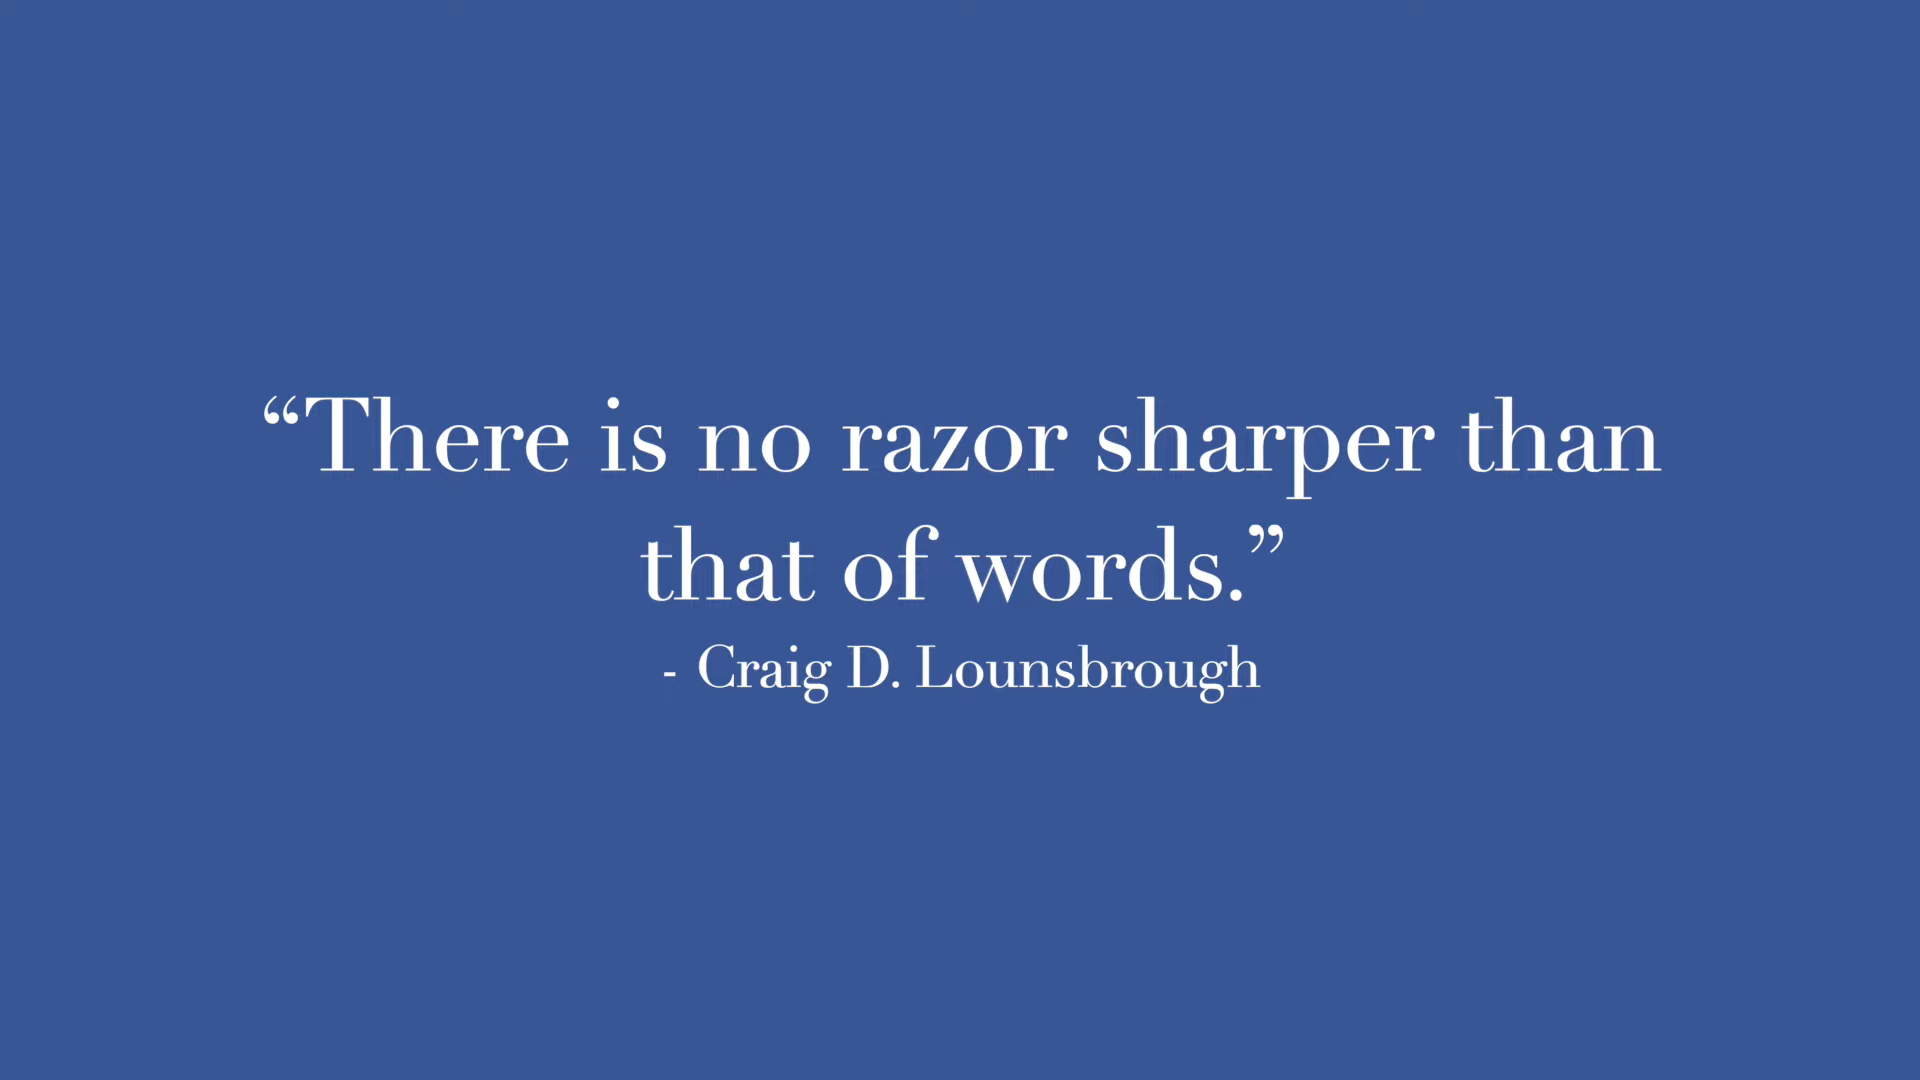 “There is no razor sharper than
that of words.”
- Craig D. Lounsbrough